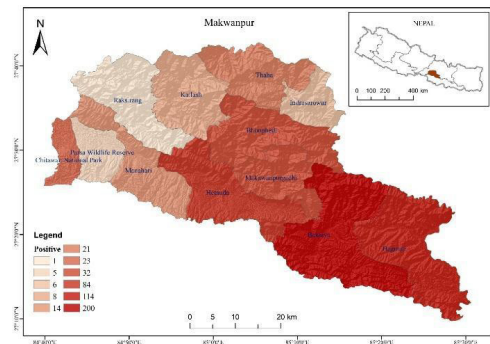 Makwanpur
NEPAL
N
0 100 200 400 km
Raksirang
Kailash
Thaha
Indrasarowar
Bhimphedi
Parsa Wildlife Reserve
Chitawan National Park
Manahari
Makawanpurgadhi
Hetauda
Bakaiya
Bagmati
Legend
Positive
1
5
6
8
14
21
23
32
84
114
200
0 5 10 20 km